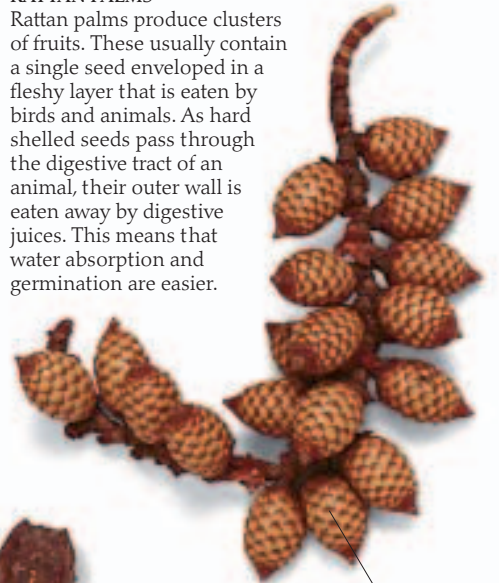 RATTAN PALMS
Rattan palms produce clusters
of fruits. These usually contain
a single seed enveloped in a
fleshy layer that is eaten by
birds and animals. As hard
shelled seeds pass through
the digestive tract of an
animal, their outer wall is
eaten away by digestive
juices. This means that
water absorption and
germination are easier.